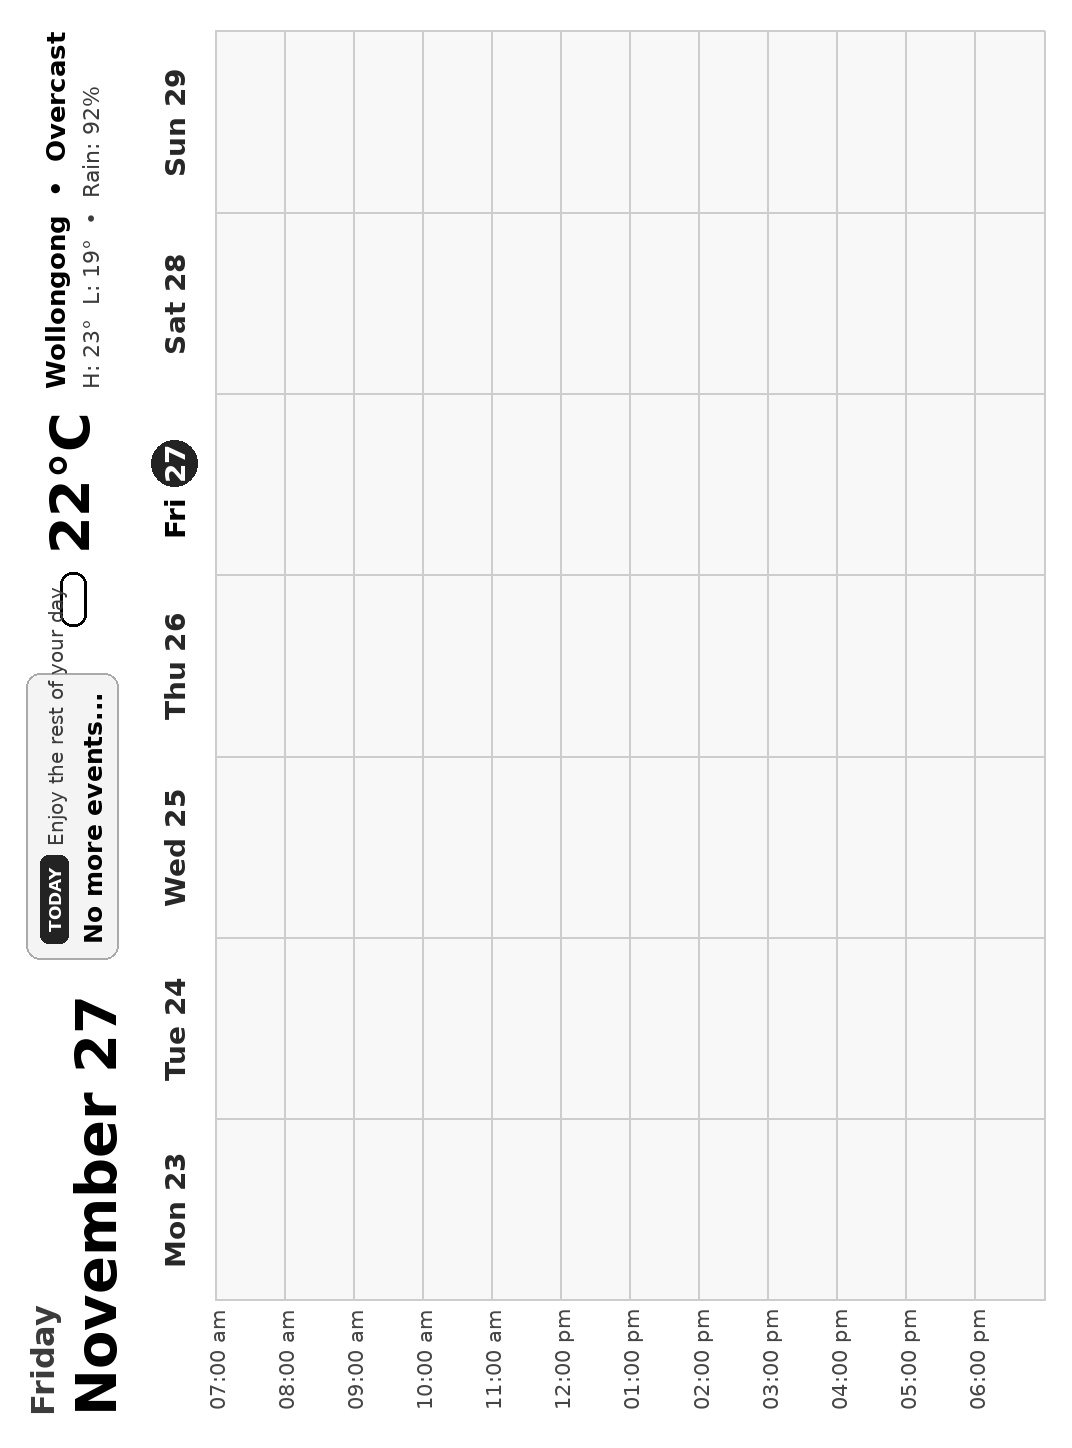 Friday
November 27
TODAY Enjoy the rest of your day
No more events...
22°C
Wollongong • Overcast
H: 23° L: 19° • Rain: 92%
Mon 23 Tue 24 Wed 25 Thu 26 Fri 27 Sat 28 Sun 29
07:00 am
08:00 am
09:00 am
10:00 am
11:00 am
12:00 pm
01:00 pm
02:00 pm
03:00 pm
04:00 pm
05:00 pm
06:00 pm